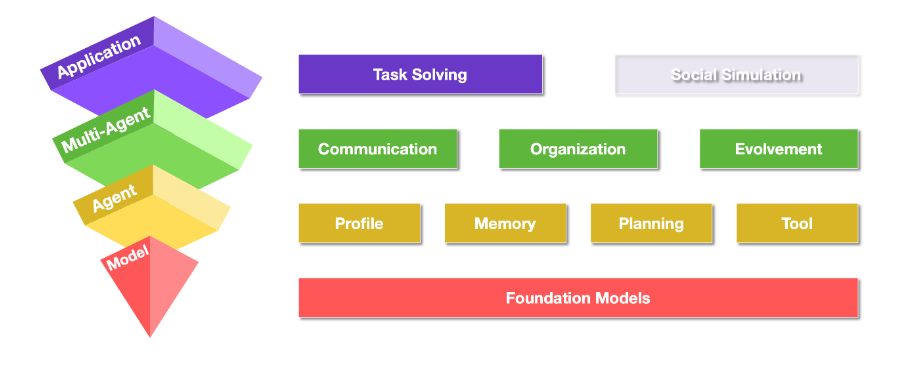 Application
Task Solving
Social Simulation
Multi-Agent
Communication
Organization
Evolvement
Agent
Profile
Memory
Planning
Tool
Model
Foundation Models